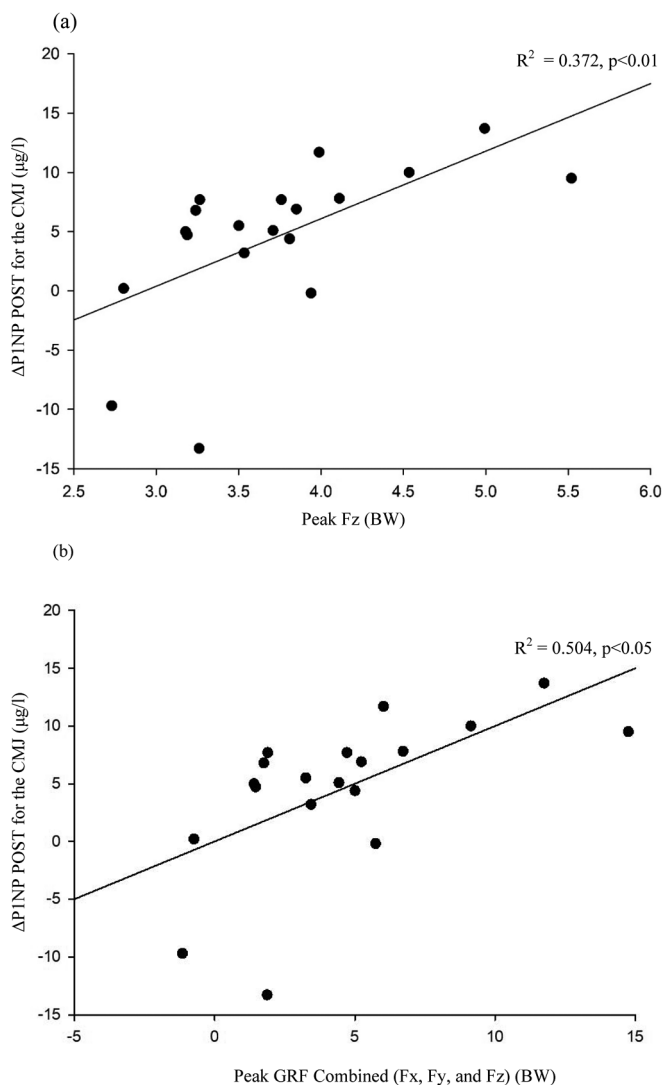 (a)
R² = 0.372, p<0.01
20
15
10
5
0
-5
-10
-15
ΔP1NP POST for the CMJ (µg/l)
2.5 3.0 3.5 4.0 4.5 5.0 5.5 6.0
Peak Fz (BW)
(b)
R² = 0.504, p<0.05
20
15
10
5
0
-5
-10
-15
ΔP1NP POST for the CMJ (µg/l)
-5 0 5 10 15
Peak GRF Combined (Fx, Fy, and Fz) (BW)